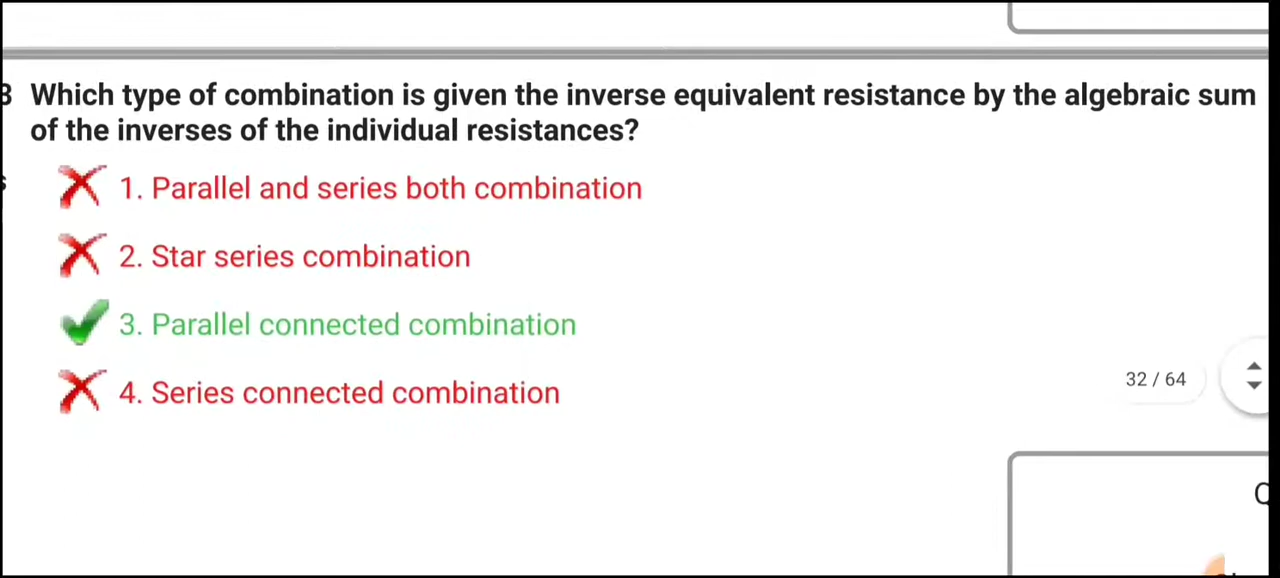 3 Which type of combination is given the inverse equivalent resistance by the algebraic sum
of the inverses of the individual resistances?
1. Parallel and series both combination
2. Star series combination
3. Parallel connected combination
4. Series connected combination
32 / 64